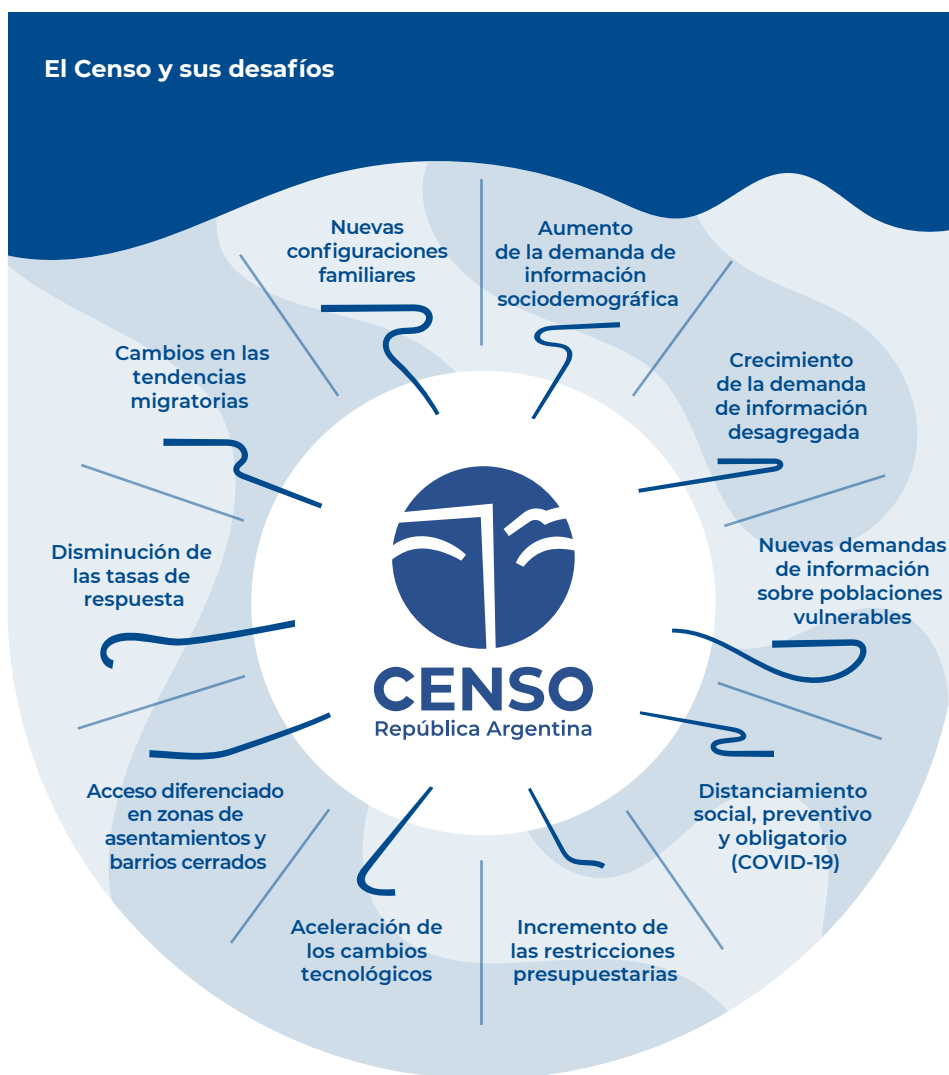 El Censo y sus desafíos
Nuevas
configuraciones
familiares
Aumento
de la demanda de
información
sociodemográfica
Cambios en las
tendencias
migratorias
Crecimiento
de la demanda
de información
desagregada
Disminución de
las tasas de
respuesta
Nuevas demandas
de información
sobre poblaciones
vulnerables
CENSO
República Argentina
Acceso diferenciado
en zonas de
asentamientos y
barrios cerrados
Distanciamiento
social, preventivo
y obligatorio
(COVID-19)
Aceleración de
los cambios
tecnológicos
Incremento de
las restricciones
presupuestarias